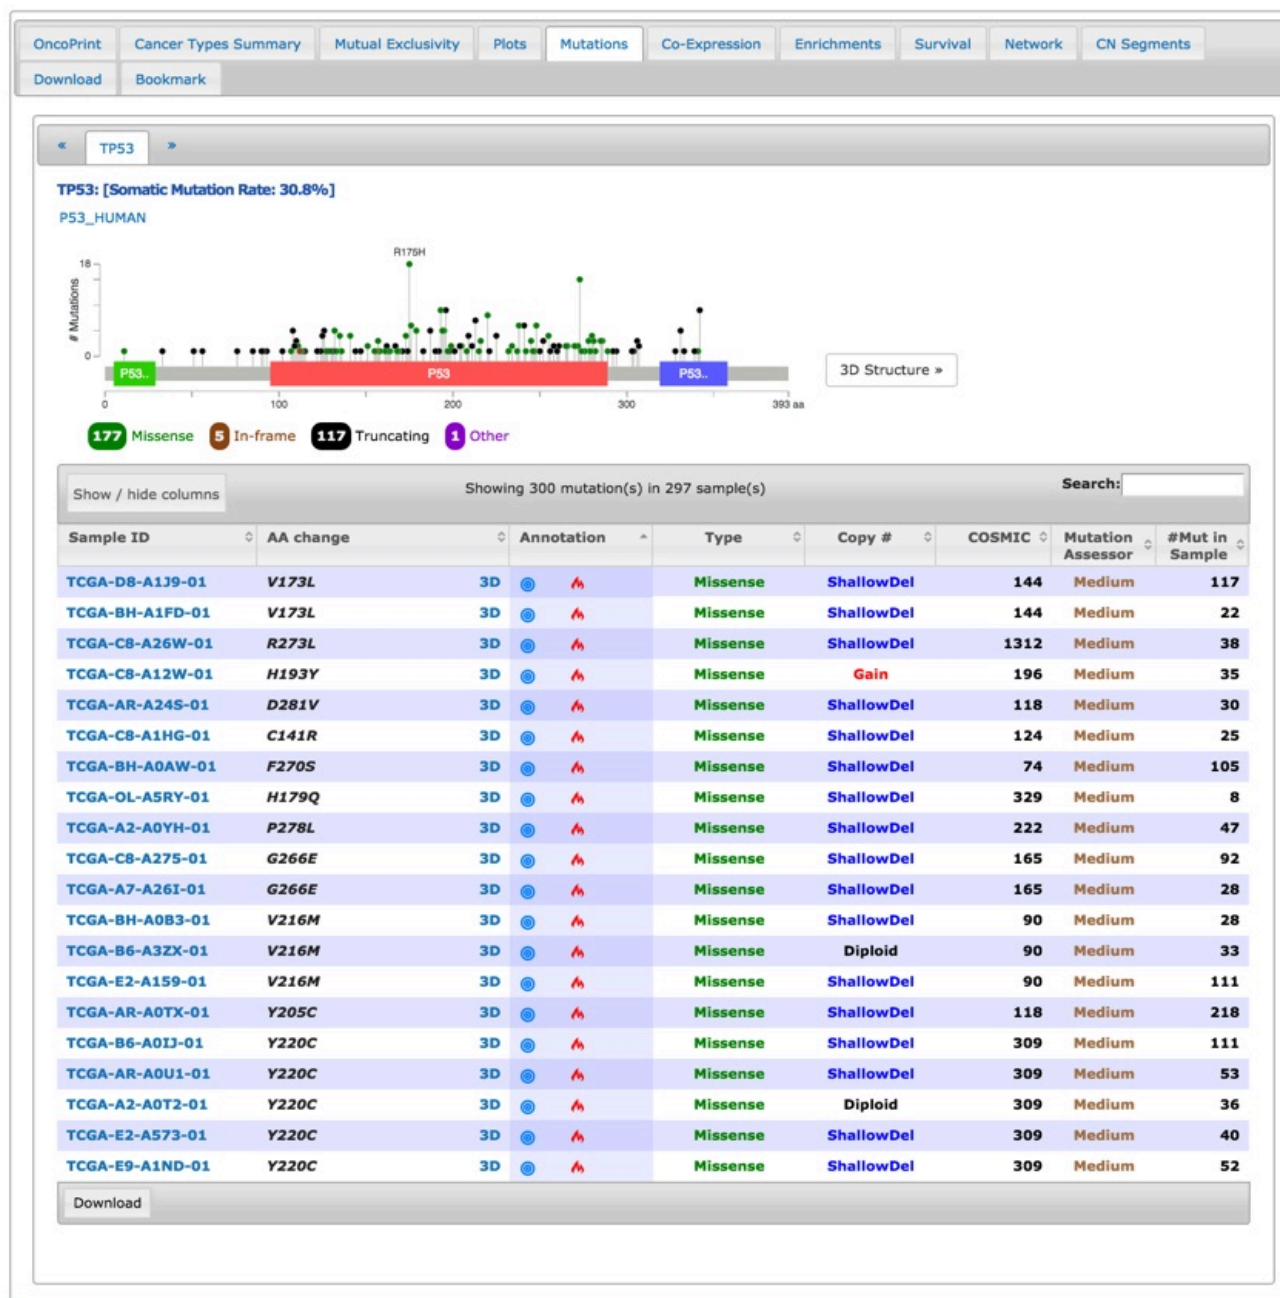 OncoPrint Cancer Types Summary Mutual Exclusivity Plots Mutations Co-Expression Enrichments Survival Network CN Segments
Download Bookmark
« TP53 »
TP53: [Somatic Mutation Rate: 30.8%]
P53_HUMAN
R175H
18
# Mutations
0
P53.. P53 P53..
3D Structure »
0 100 200 300 393 aa
177 Missense 5 In-frame 117 Truncating 1 Other
Show / hide columns Showing 300 mutation(s) in 297 sample(s) Search:
Sample ID AA change Annotation Type Copy # COSMIC Mutation Assessor #Mut in Sample
TCGA-D8-A1J9-01 V173L 3D Missense ShallowDel 144 Medium 117
TCGA-BH-A1FD-01 V173L 3D Missense ShallowDel 144 Medium 22
TCGA-C8-A26W-01 R273L 3D Missense ShallowDel 1312 Medium 38
TCGA-C8-A12W-01 H193Y 3D Missense Gain 196 Medium 35
TCGA-AR-A24S-01 D281V 3D Missense ShallowDel 118 Medium 30
TCGA-C8-A1HG-01 C141R 3D Missense ShallowDel 124 Medium 25
TCGA-BH-A0AW-01 F270S 3D Missense ShallowDel 74 Medium 105
TCGA-OL-A5RY-01 H179Q 3D Missense ShallowDel 329 Medium 8
TCGA-A2-A0YH-01 P278L 3D Missense ShallowDel 222 Medium 47
TCGA-C8-A275-01 G266E 3D Missense ShallowDel 165 Medium 92
TCGA-A7-A26I-01 G266E 3D Missense ShallowDel 165 Medium 28
TCGA-BH-A0B3-01 V216M 3D Missense ShallowDel 90 Medium 28
TCGA-B6-A3ZX-01 V216M 3D Missense Diploid 90 Medium 33
TCGA-E2-A159-01 V216M 3D Missense ShallowDel 90 Medium 111
TCGA-AR-A0TX-01 Y205C 3D Missense ShallowDel 118 Medium 218
TCGA-B6-A0IJ-01 Y220C 3D Missense ShallowDel 309 Medium 111
TCGA-AR-A0U1-01 Y220C 3D Missense ShallowDel 309 Medium 53
TCGA-A2-A0T2-01 Y220C 3D Missense Diploid 309 Medium 36
TCGA-E2-A573-01 Y220C 3D Missense ShallowDel 309 Medium 40
TCGA-E9-A1ND-01 Y220C 3D Missense ShallowDel 309 Medium 52
Download